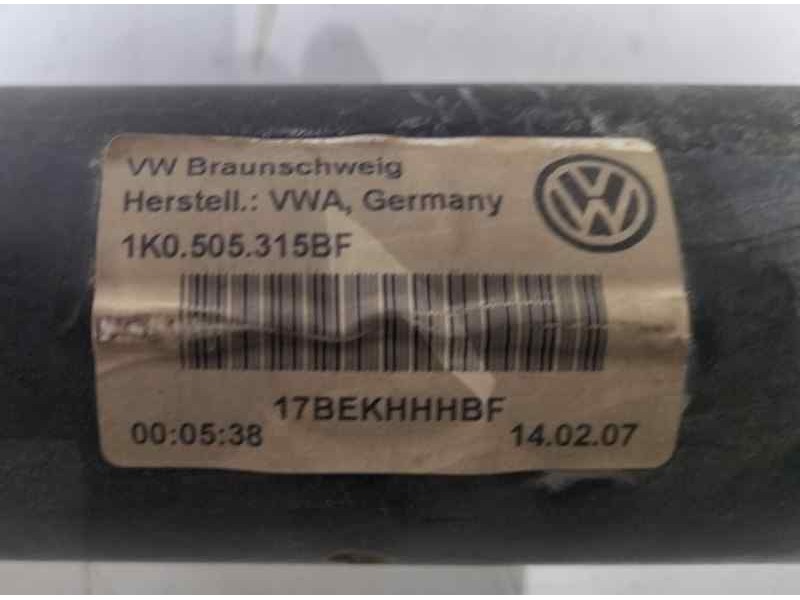 VW Braunschweig
Herstell.: VWA, Germany
1K0.505.315BF
17BEKHHHBF
00:05:38 14.02.07